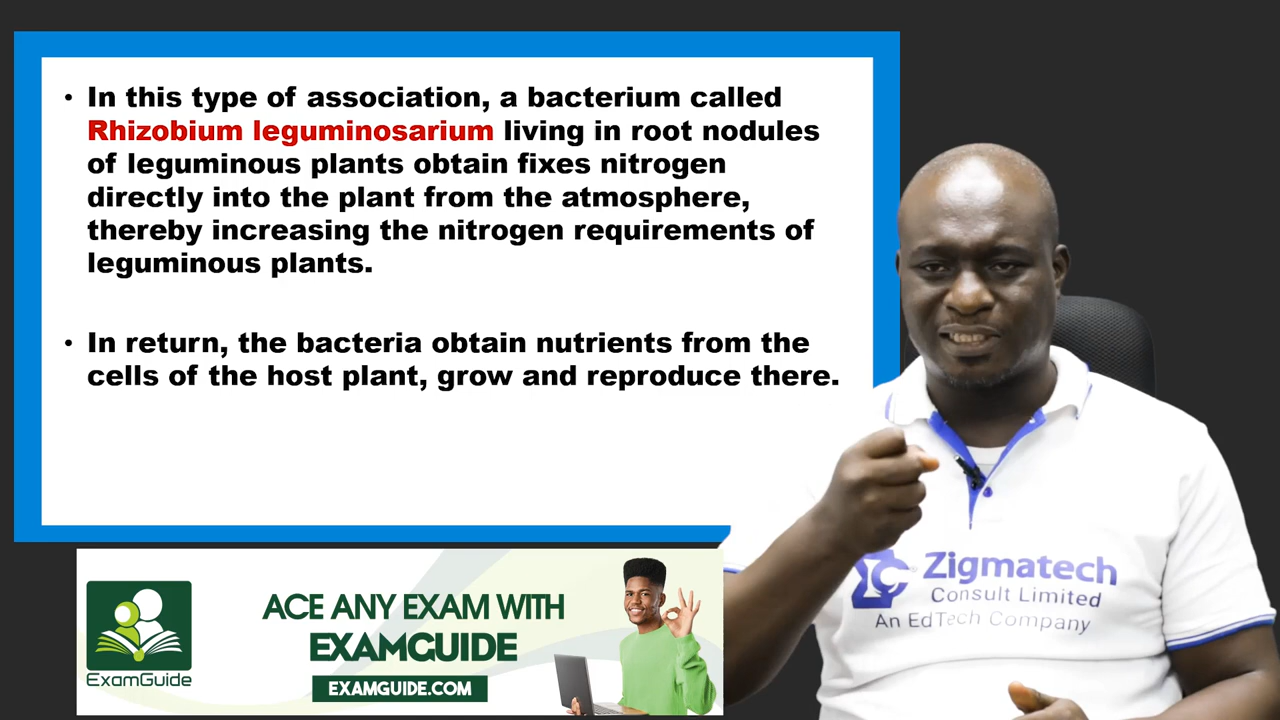 • In this type of association, a bacterium called
Rhizobium leguminosarium living in root nodules
of leguminous plants obtain fixes nitrogen
directly into the plant from the atmosphere,
thereby increasing the nitrogen requirements of
leguminous plants.
• In return, the bacteria obtain nutrients from the
cells of the host plant, grow and reproduce there.
ExamGuide
ACE ANY EXAM WITH
EXAMGUIDE
EXAMGUIDE.COM
Zigmatech
Consult Limited
An EdTech Company